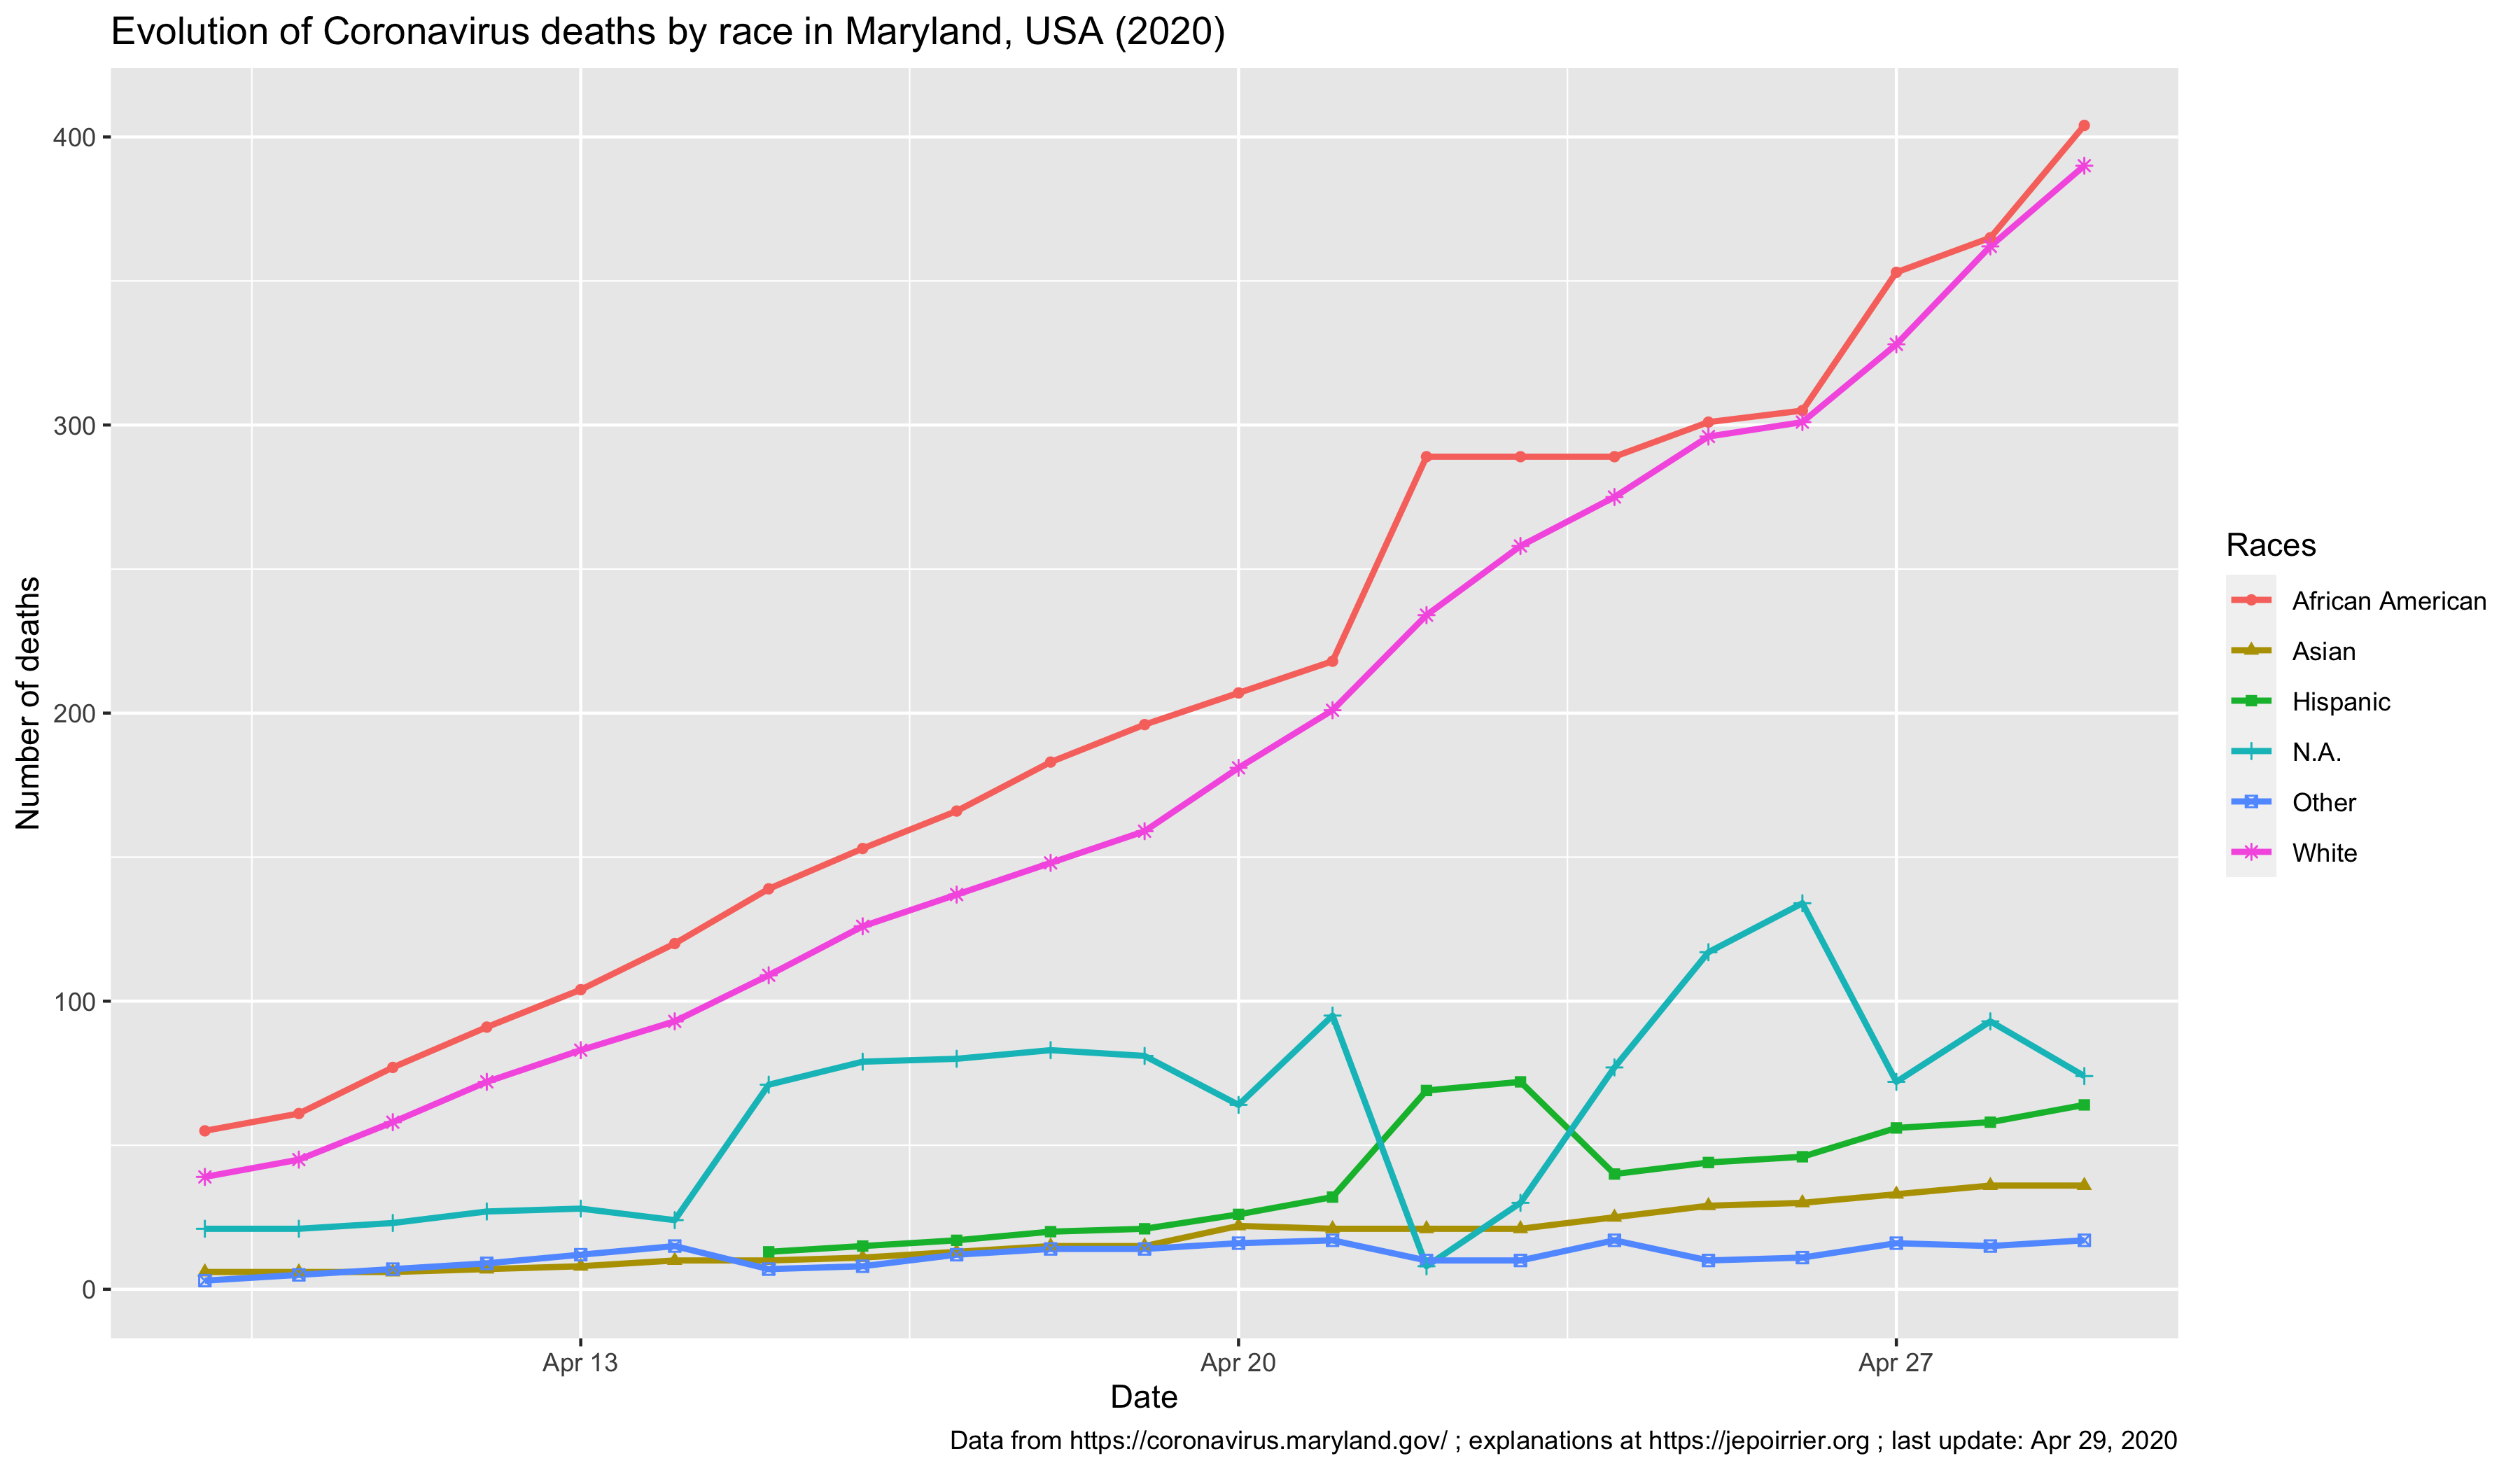 Evolution of Coronavirus deaths by race in Maryland, USA (2020)
Number of deaths
400
300
200
100
0
Apr 13
Apr 20
Apr 27
Date
Races
African American
Asian
Hispanic
N.A.
Other
White
Data from https://coronavirus.maryland.gov/ ; explanations at https://jepoirrier.org ; last update: Apr 29, 2020